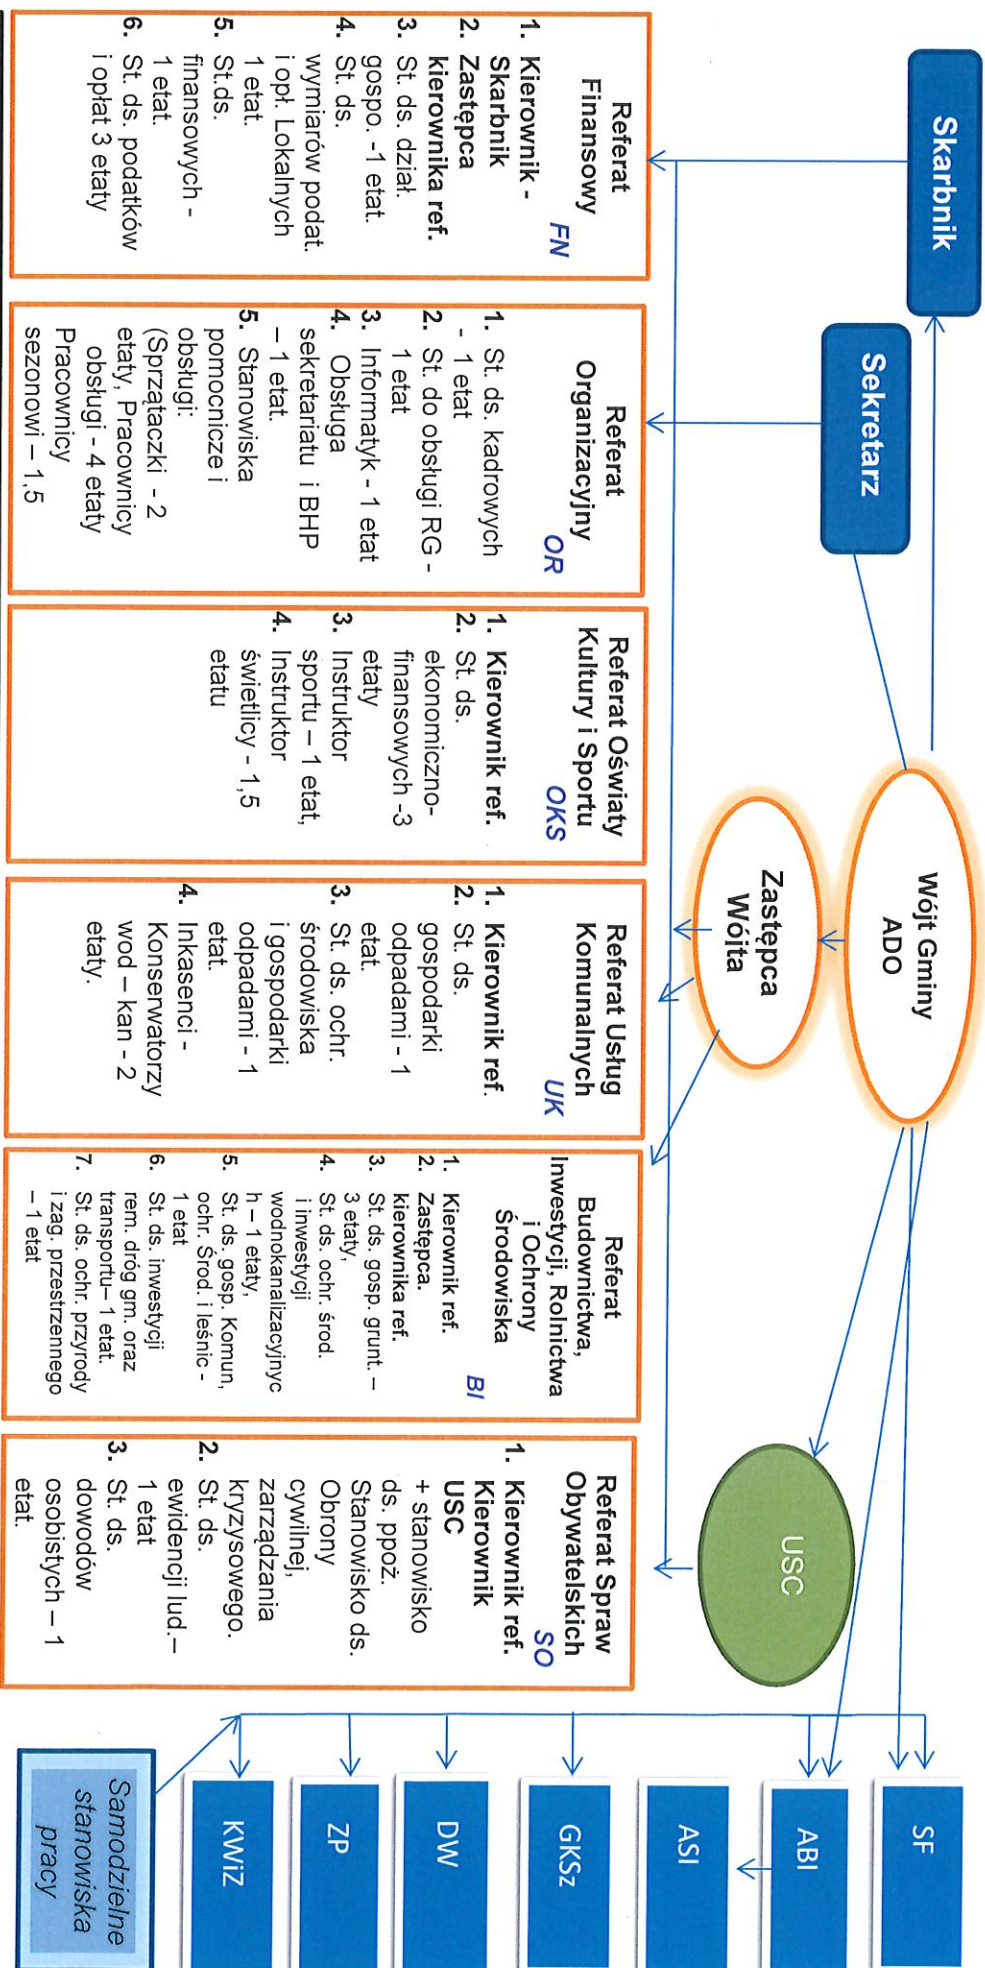 Wójt Gminy
ADO
Skarbnik
Sekretarz
Zastępca
Wójta
USC
Referat
Finansowy
FN
1. Kierownik -
Skarbnik
2. Zastępca
kierownika ref.
3. St. ds. dział.
gospo. -1 etat.
4. St. ds.
wymiarów podat.
i opł. Lokalnych
1 etat.
5. St.ds.
finansowych -
1 etat.
6. St. ds. podatków
i opłat 3 etaty
Referat
Organizacyjny
OR
1. St. ds. kadrowych
- 1 etat
2. St. do obsługi RG -
1 etat
3. Informatyk - 1 etat
4. Obsługa
sekretariatu i BHP
– 1 etat.
5. Stanowiska
pomocnicze i
obsługi:
(Sprzątaczki - 2
etaty, Pracownicy
obsługi - 4 etaty
Pracownicy
sezonowi – 1,5
Referat Oświaty
Kultury i Sportu
OKS
1. Kierownik ref.
2. St. ds.
ekonomiczno-
finansowych -3
etaty
3. Instruktor
sportu – 1 etat,
4. Instruktor
świetlicy - 1,5
etatu
Referat Usług
Komunalnych
UK
1. Kierownik ref.
2. St. ds.
gospodarki
odpadami - 1
etat.
3. St. ds. ochr.
środowiska
i gospodarki
odpadami - 1
etat.
4. Inkasenci -
Konserwatorzy
wod – kan - 2
etaty.
Referat
Budownictwa,
Inwestycji, Rolnictwa
i Ochrony
Środowiska
BI
1. Kierownik ref.
2. Zastępca.
kierownika ref.
3. St. ds. gosp. grunt. –
3 etaty,
4. St. ds. ochr. środ.
i inwestycji
wodnokanalizacyjnyc
h – 1 etaty,
5. St. ds. gosp. Komun,
ochr. Środ. i leśnic -
1 etat
6. St. ds. inwestycji
rem. dróg gm. oraz
transportu– 1 etat.
7. St. ds. ochr. przyrody
i zag. przestrzennego
– 1 etat
Referat Spraw
Obywatelskich
SO
1. Kierownik ref.
Kierownik
USC
+ stanowisko
ds. ppoż.
Stanowisko ds.
Obrony
cywilnej,
zarządzania
kryzysowego.
2. St. ds.
ewidencji lud.–
1 etat
3. St. ds.
dowodów
osobistych – 1
etat.
SF
ABI
ASI
GKSz
DW
ZP
KWiZ
Samodzielne
stanowiska
pracy